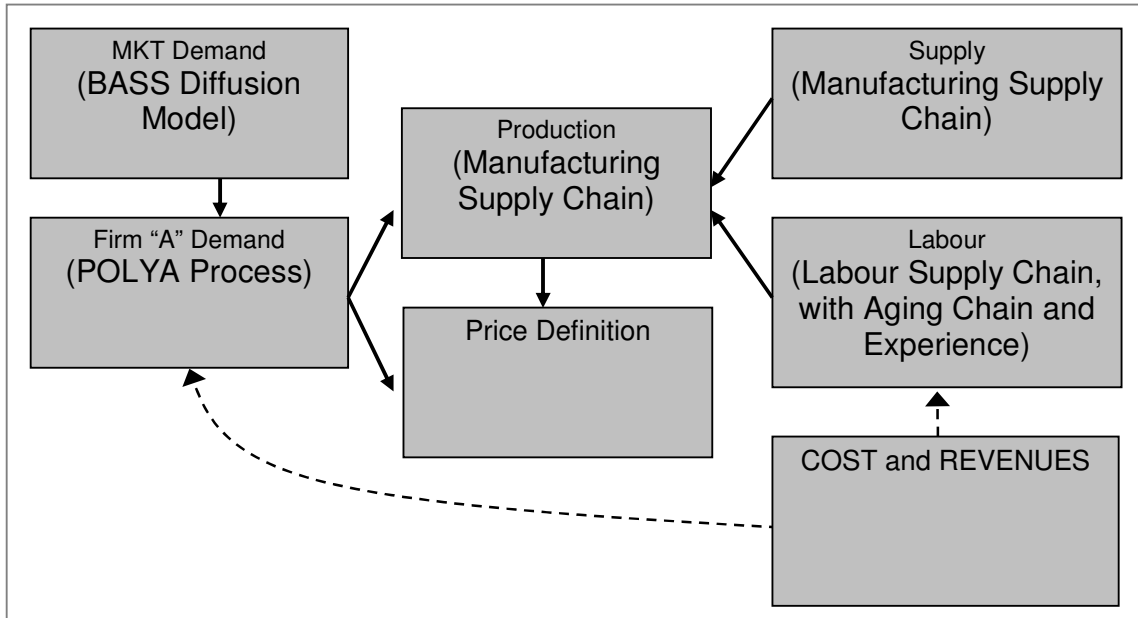 MKT Demand
(BASS Diffusion
Model)
Firm “A” Demand
(POLYA Process)
Production
(Manufacturing
Supply Chain)
Price Definition
Supply
(Manufacturing Supply
Chain)
Labour
(Labour Supply Chain,
with Aging Chain and
Experience)
COST and REVENUES